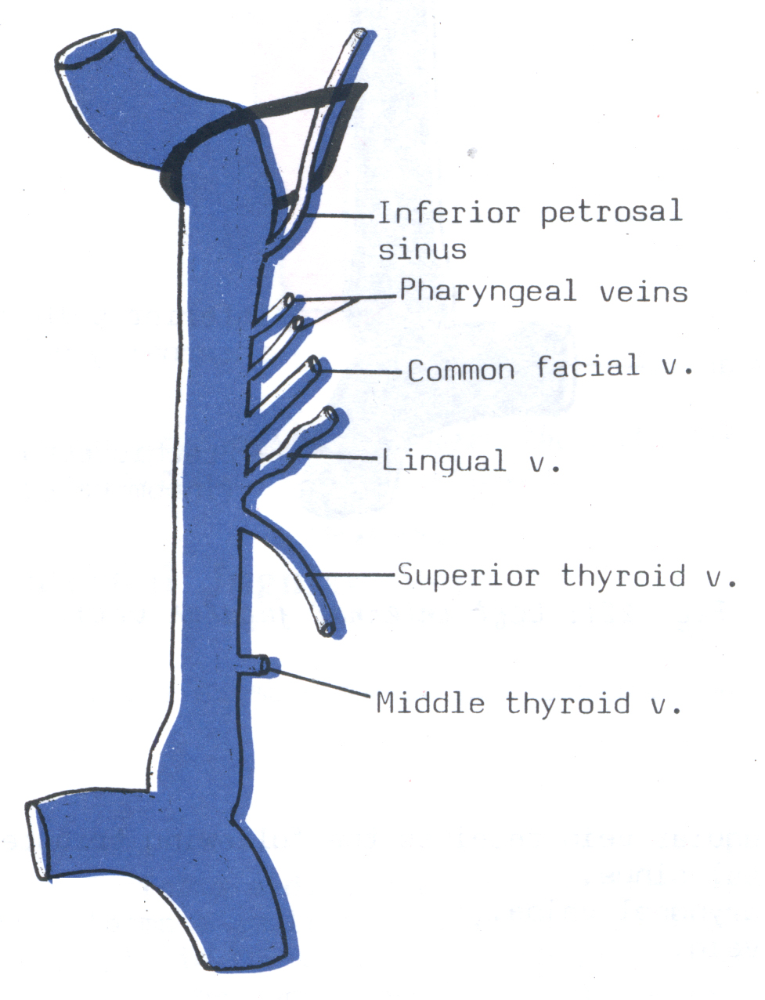 Inferior petrosal
sinus
Pharyngeal veins
Common facial v.
Lingual v.
Superior thyroid v.
Middle thyroid v.